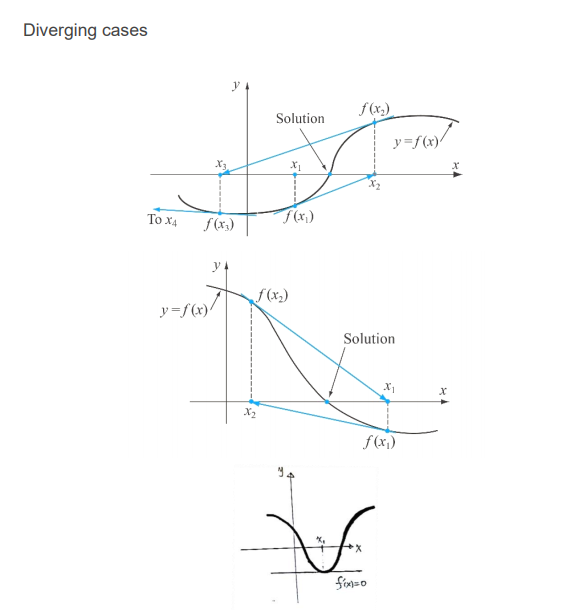 Diverging cases
y
Solution
f(x₂)
y=f(x)
x₃
x₁
x
x₂
To x₄
f(x₃)
f(x₁)
y
f(x₂)
y=f(x)
Solution
x₁
x
x₂
f(x₁)
y
x₁
x
f'(x)=0